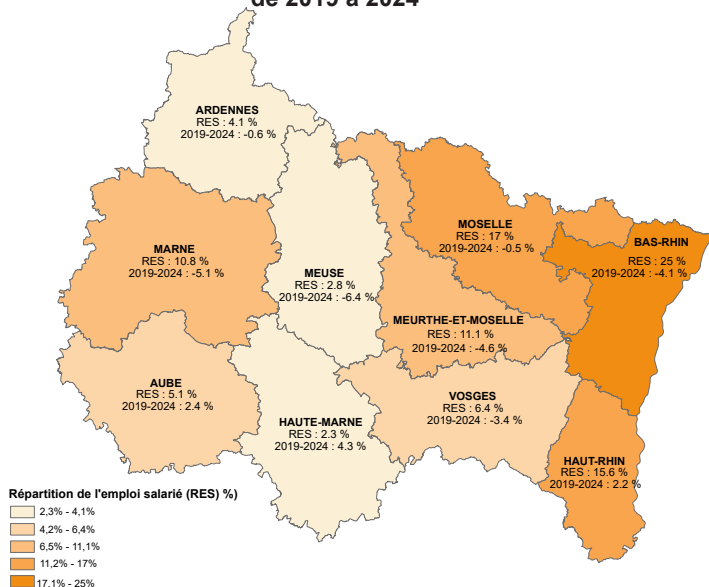 de 2019 à 2024
ARDENNES
RES : 4.1 %
2019-2024 : -0.6 %
MARNE
RES : 10.8 %
2019-2024 : -5.1 %
MEUSE
RES : 2.8 %
2019-2024 : -6.4 %
MOSELLE
RES : 17 %
2019-2024 : -0.5 %
BAS-RHIN
RES : 25 %
2019-2024 : -4.1 %
MEURTHE-ET-MOSELLE
RES : 11.1 %
2019-2024 : -4.6 %
AUBE
RES : 5.1 %
2019-2024 : 2.4 %
HAUTE-MARNE
RES : 2.3 %
2019-2024 : 4.3 %
VOSGES
RES : 6.4 %
2019-2024 : -3.4 %
HAUT-RHIN
RES : 15.6 %
2019-2024 : 2.2 %
Répartition de l'emploi salarié (RES) %)
2,3% - 4,1%
4,2% - 6,4%
6,5% - 11,1%
11,2% - 17%
17,1% - 25%